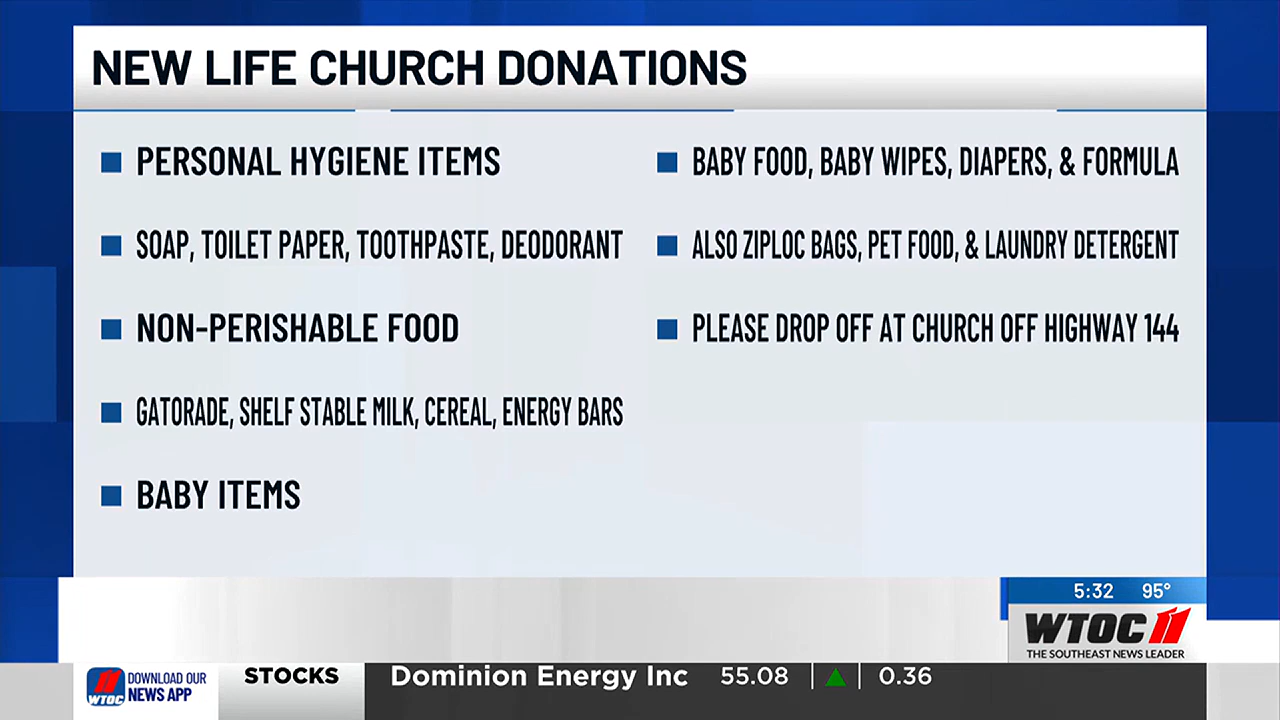 NEW LIFE CHURCH DONATIONS
PERSONAL HYGIENE ITEMS
SOAP, TOILET PAPER, TOOTHPASTE, DEODORANT
NON-PERISHABLE FOOD
GATORADE, SHELF STABLE MILK, CEREAL, ENERGY BARS
BABY ITEMS
BABY FOOD, BABY WIPES, DIAPERS, & FORMULA
ALSO ZIPLOC BAGS, PET FOOD, & LAUNDRY DETERGENT
PLEASE DROP OFF AT CHURCH OFF HIGHWAY 144
5:32 95°
WTOC 11
THE SOUTHEAST NEWS LEADER
11
WTOC
DOWNLOAD OUR
NEWS APP
STOCKS
Dominion Energy Inc 55.08 0.36